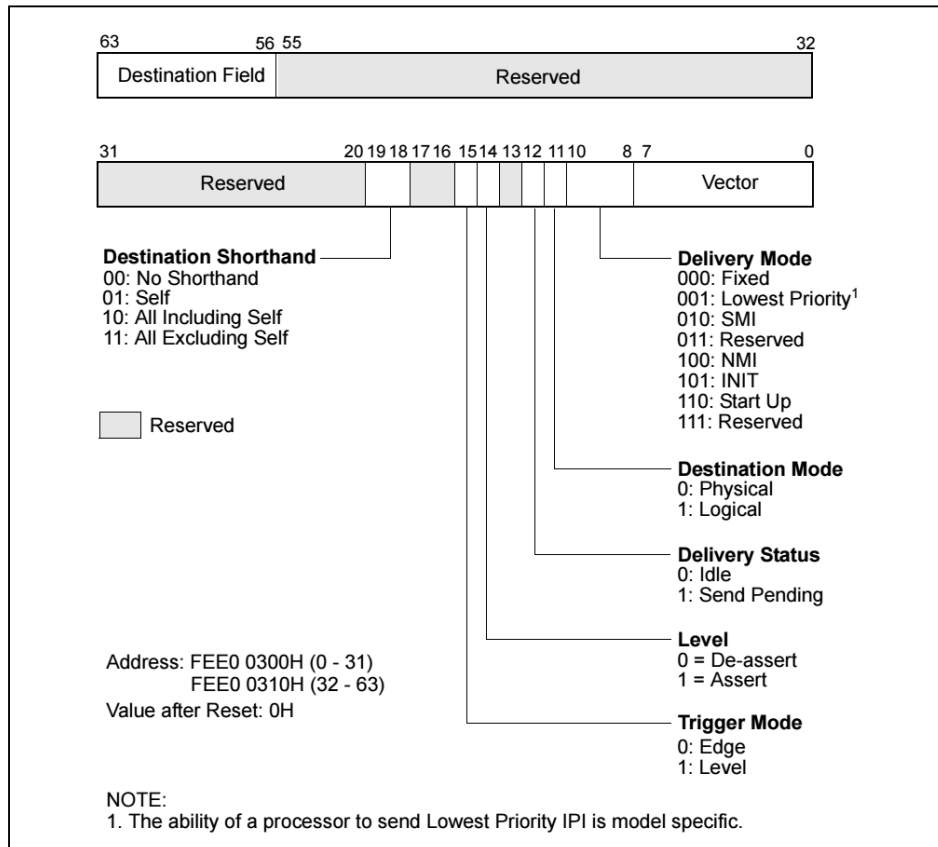 63 56 55 32
Destination Field Reserved
31 20 19 18 17 16 15 14 13 12 11 10 8 7 0
Reserved Vector
Destination Shorthand
00: No Shorthand
01: Self
10: All Including Self
11: All Excluding Self
Reserved
Delivery Mode
000: Fixed
001: Lowest Priority¹
010: SMI
011: Reserved
100: NMI
101: INIT
110: Start Up
111: Reserved
Destination Mode
0: Physical
1: Logical
Delivery Status
0: Idle
1: Send Pending
Level
0 = De-assert
1 = Assert
Trigger Mode
0: Edge
1: Level
Address: FEE0 0300H (0 - 31)
FEE0 0310H (32 - 63)
Value after Reset: 0H
NOTE:
1. The ability of a processor to send Lowest Priority IPI is model specific.